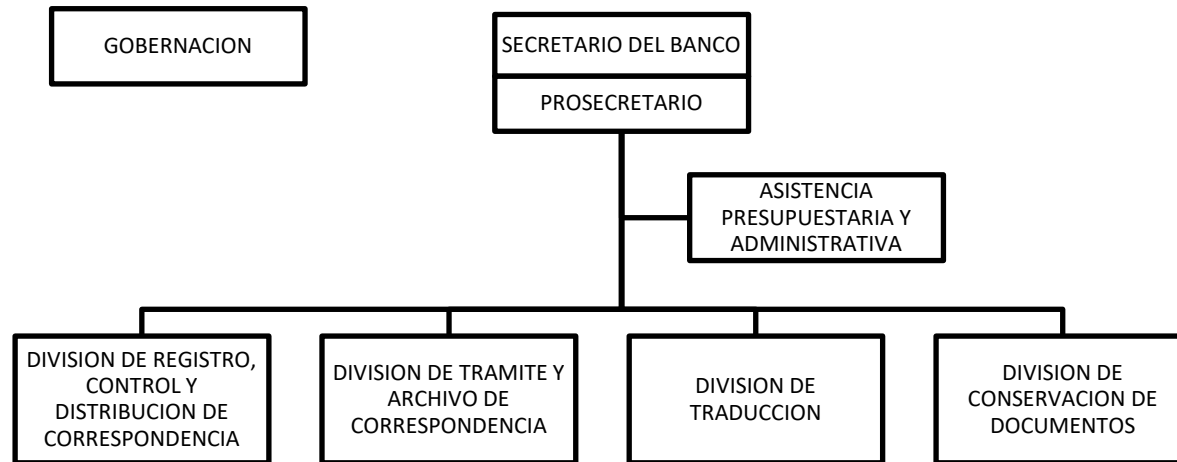 GOBERNACION
SECRETARIO DEL BANCO
PROSECRETARIO
ASISTENCIA
PRESUPUESTARIA Y
ADMINISTRATIVA
DIVISION DE REGISTRO,
CONTROL Y
DISTRIBUCION DE
CORRESPONDENCIA
DIVISION DE TRAMITE Y
ARCHIVO DE
CORRESPONDENCIA
DIVISION DE
TRADUCCION
DIVISION DE
CONSERVACION DE
DOCUMENTOS